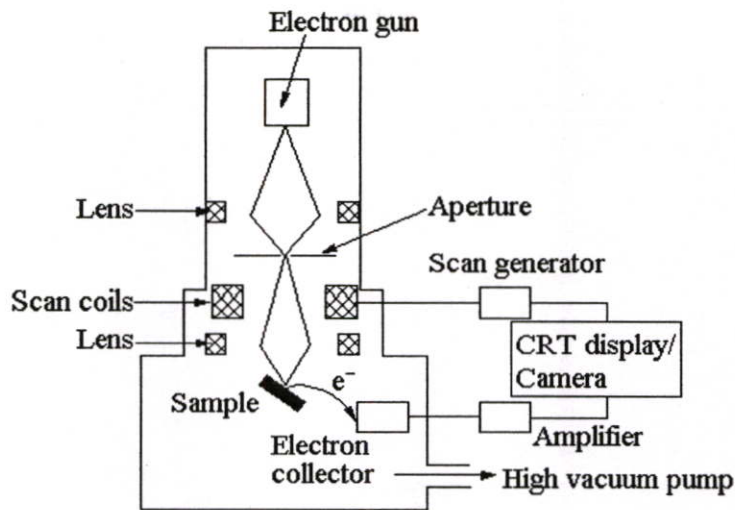 Electron gun
Lens
Aperture
Scan generator
Scan coils
Lens
CRT display/
Camera
Sample
e⁻
Electron
collector
Amplifier
High vacuum pump